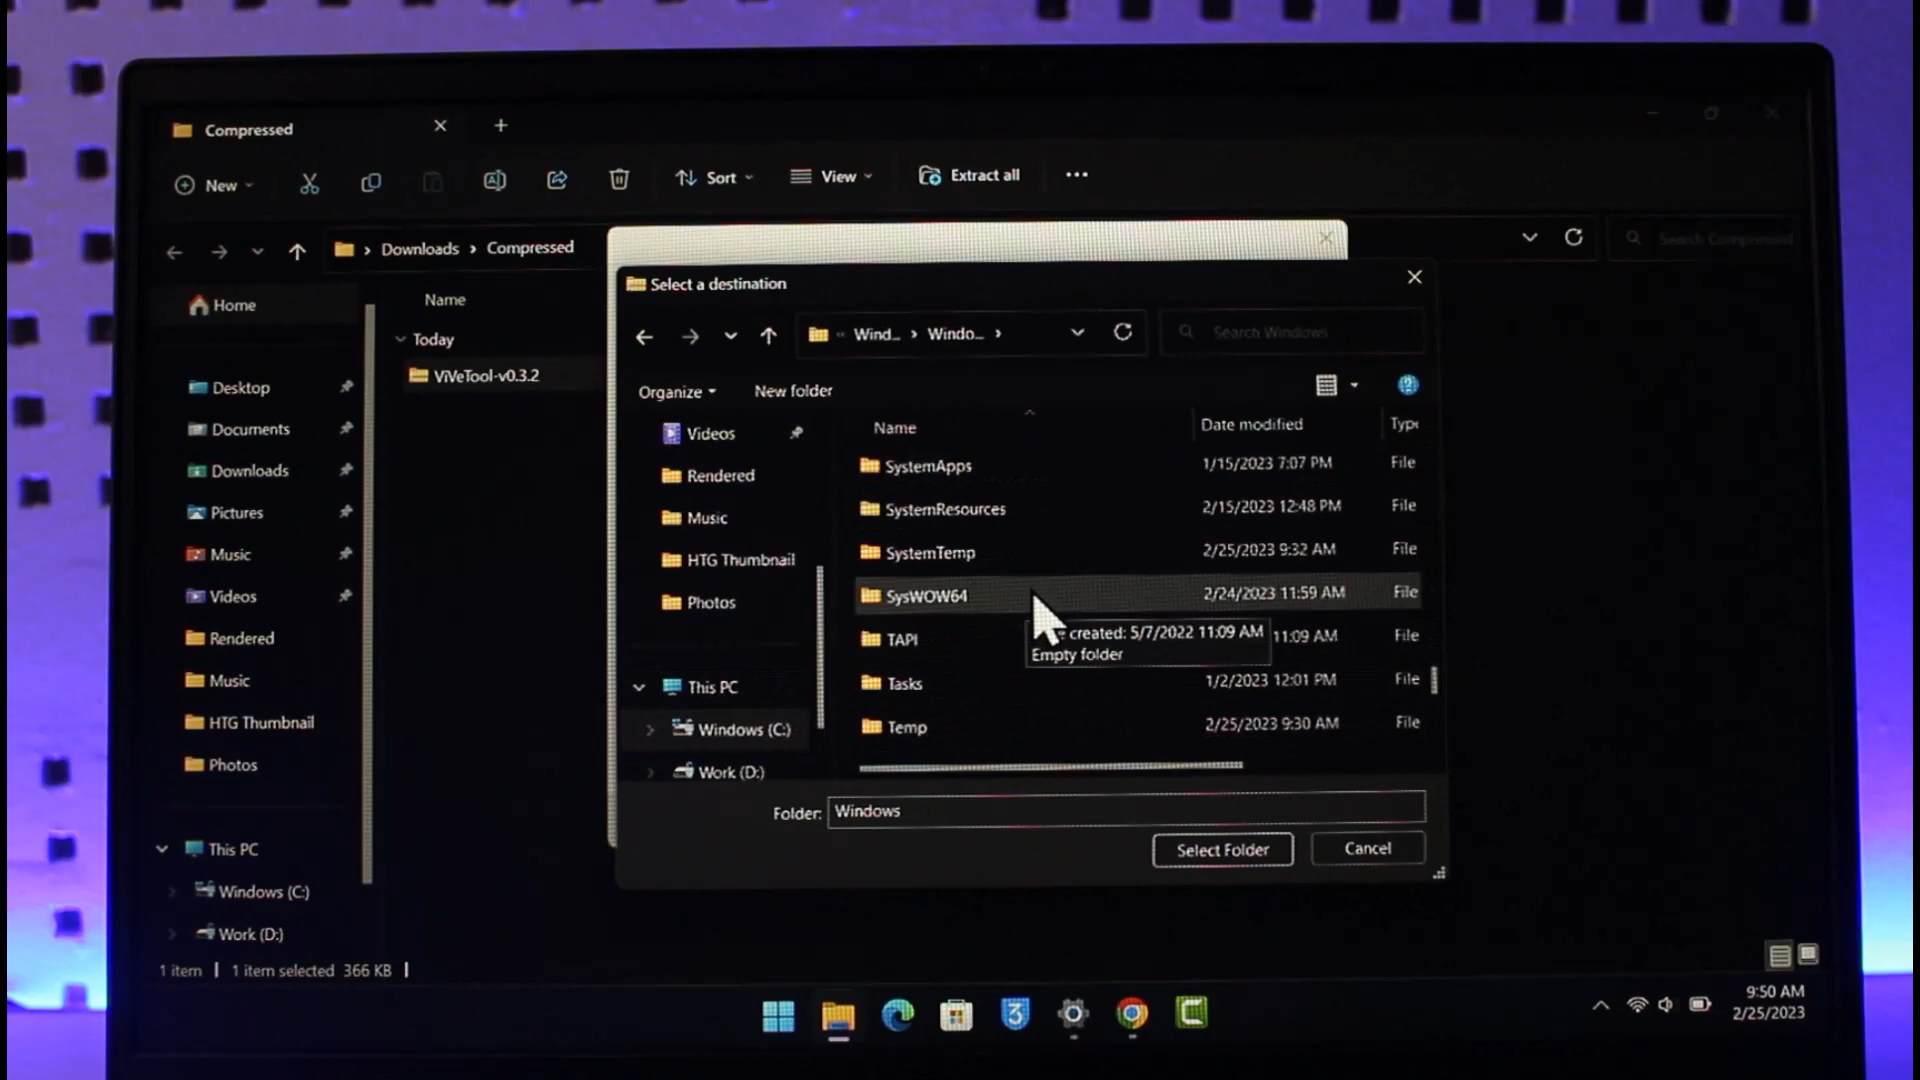 Compressed
New
Sort
View
Extract all
Downloads > Compressed
Search Compressed
Home
Desktop
Documents
Downloads
Pictures
Music
Videos
Rendered
Music
HTG Thumbnail
Photos
This PC
Windows (C:)
Work (D:)
Name
Today
ViVeTool-v0.3.2
Select a destination
« Wind... > Windo... >
Search Windows
Organize
New folder
Videos
Rendered
Music
HTG Thumbnail
Photos
This PC
Windows (C:)
Work (D:)
Name Date modified Type
SystemApps 1/15/2023 7:07 PM File
SystemResources 2/15/2023 12:48 PM File
SystemTemp 2/25/2023 9:32 AM File
SysWOW64 2/24/2023 11:59 AM File
TAPI 11:09 AM File
created: 5/7/2022 11:09 AM
Empty folder
Tasks 1/2/2023 12:01 PM File
Temp 2/25/2023 9:30 AM File
Folder: Windows
Select Folder
Cancel
1 item | 1 item selected 366 KB |
9:50 AM
2/25/2023